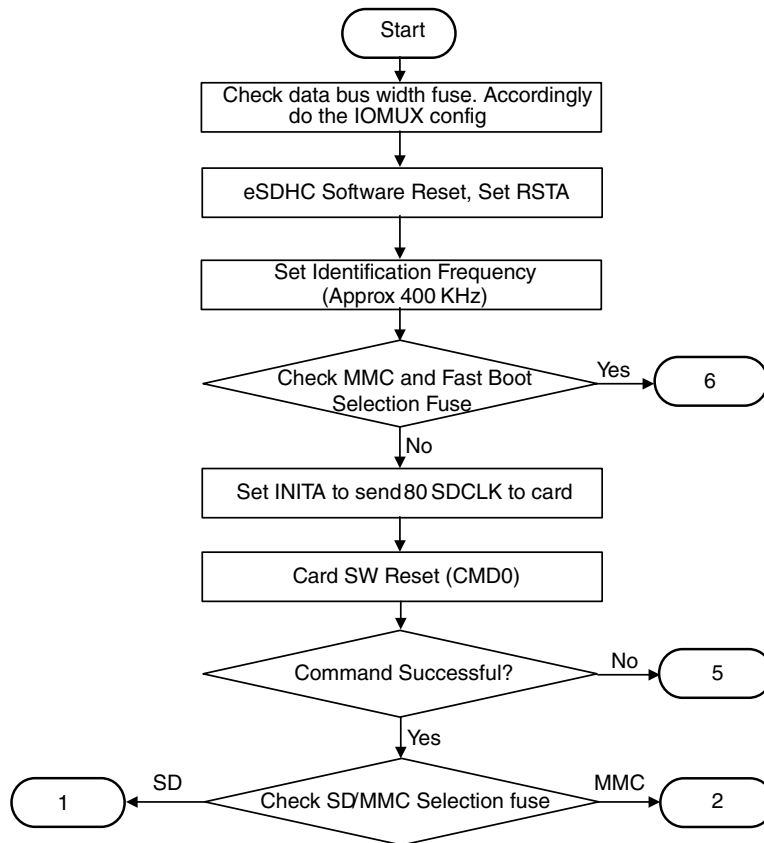 Start
Check data bus width fuse. Accordingly
do the IOMUX config
eSDHC Software Reset, Set RSTA
Set Identification Frequency
(Approx 400 KHz)
Check MMC and Fast Boot
Selection Fuse
Yes
6
No
Set INITA to send 80 SDCLK to card
Card SW Reset (CMD0)
Command Successful?
No
5
Yes
1
SD
Check SD/MMC Selection fuse
MMC
2